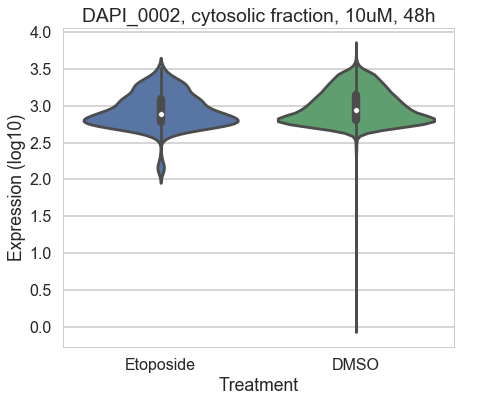 DAPI_0002, cytosolic fraction, 10uM, 48h
Expression (log10)
4.0
3.5
3.0
2.5
2.0
1.5
1.0
0.5
0.0
Etoposide DMSO
Treatment